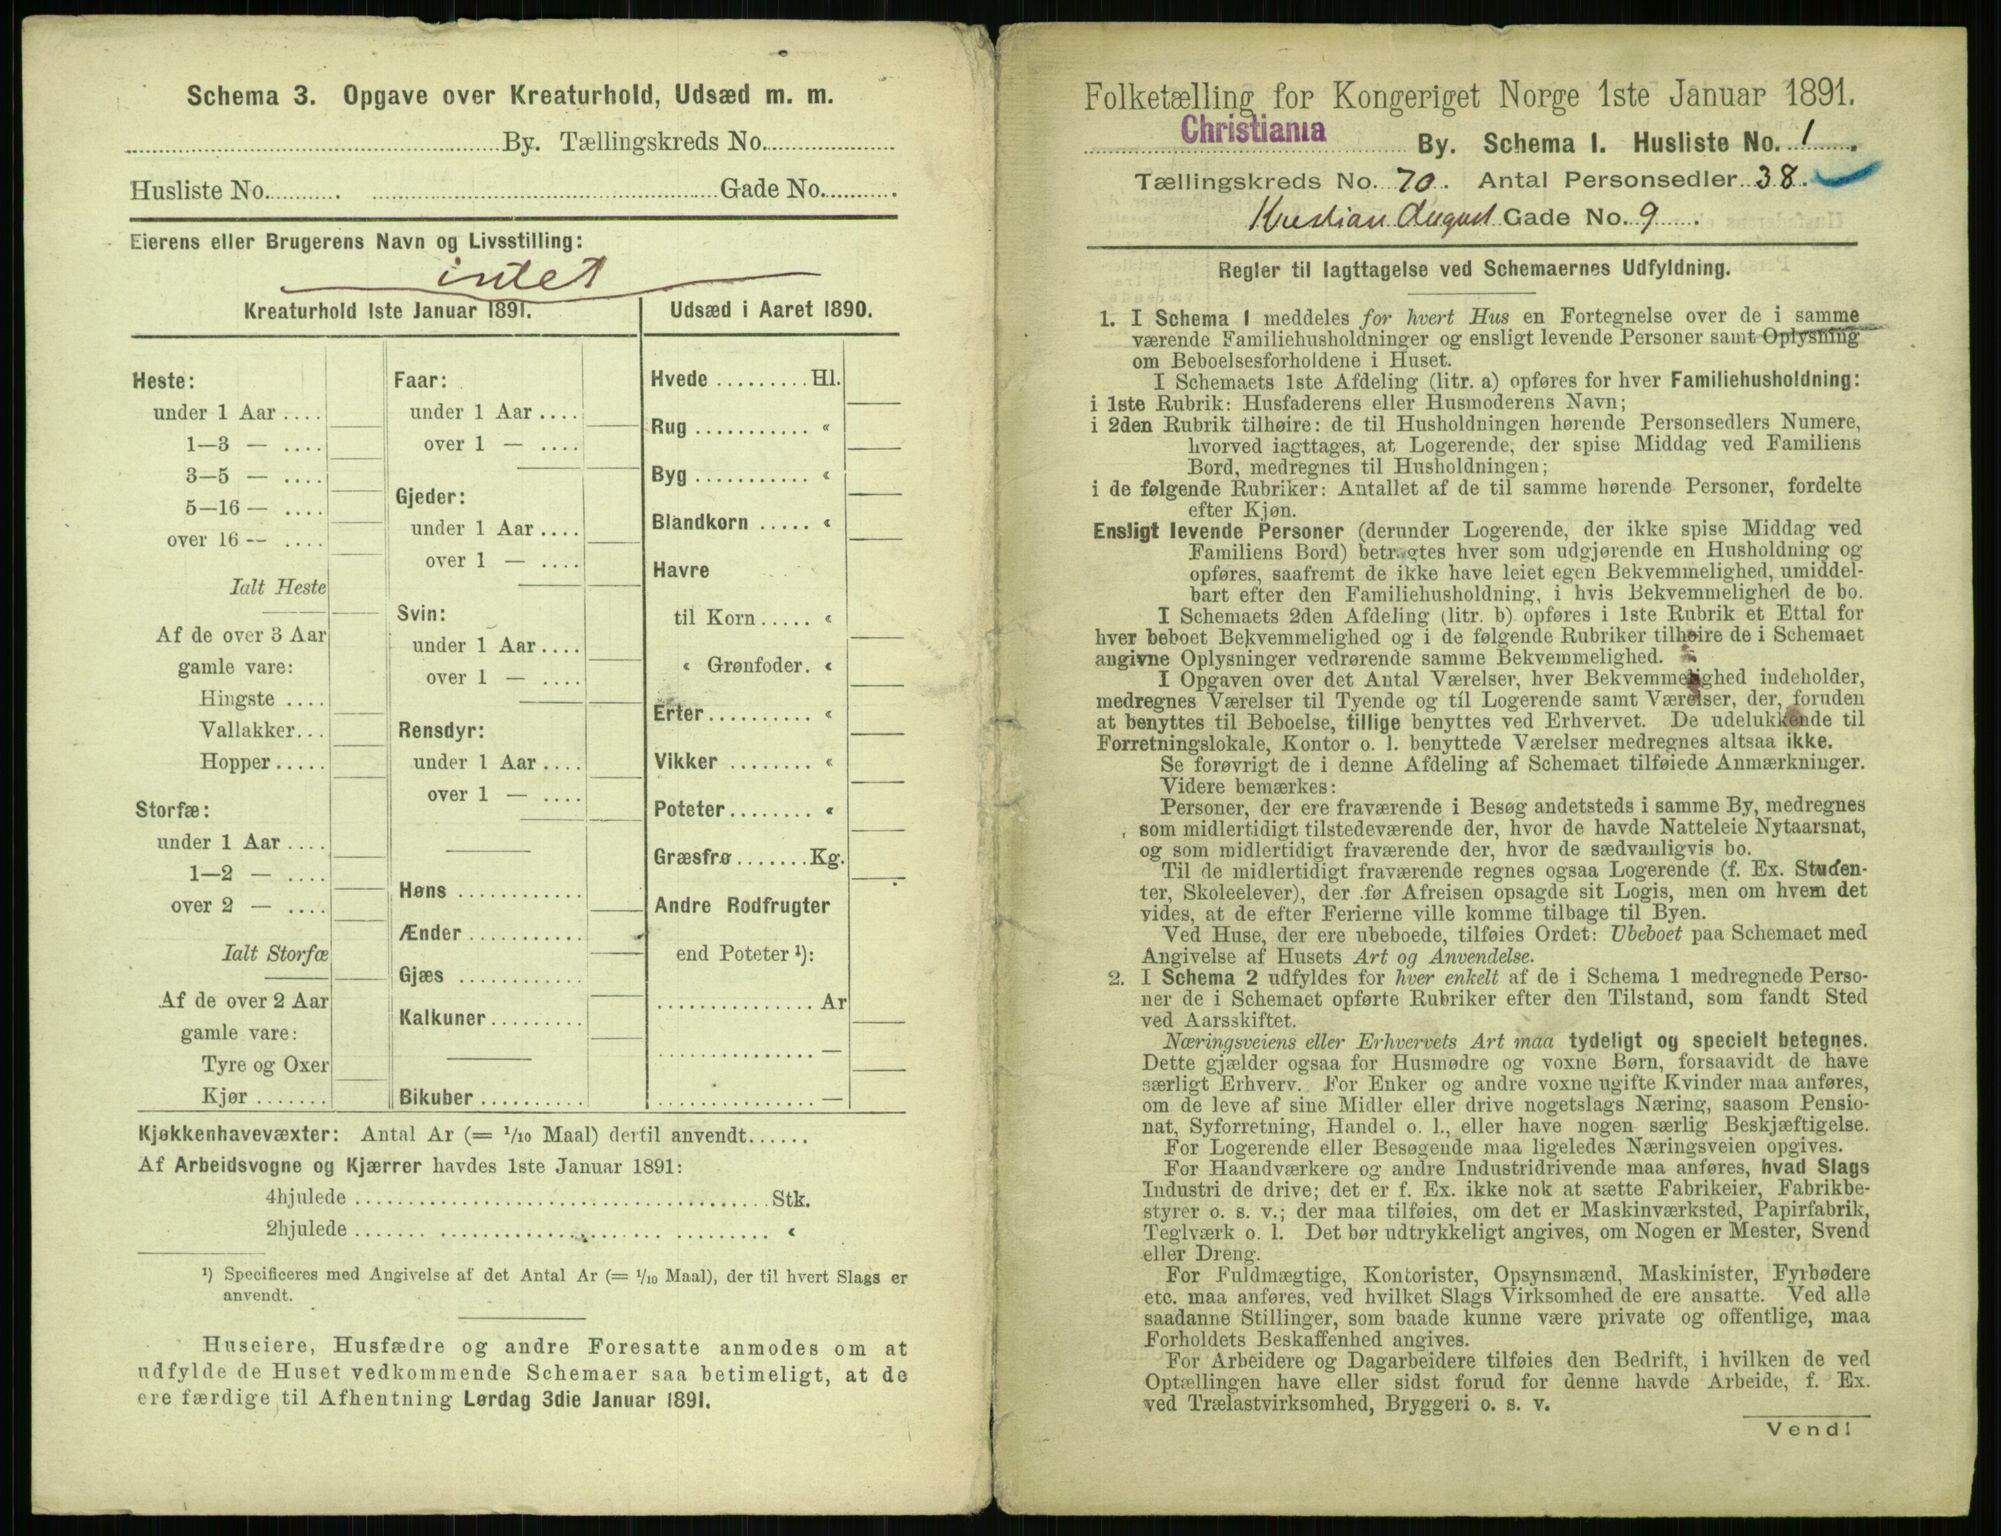 Schema 3. Opgave over Kreaturhold, Udsæd m. m.
By. Tællingskreds No.
Husliste No. Gade No.
Eierens eller Brugerens Navn og Livsstilling:
intet
Kreaturhold 1ste Januar 1891.
Heste:
under 1 Aar ....
1—3 — ....
3—5 — ....
5—16 — ....
over 16 — ....
Ialt Heste
Af de over 3 Aar
gamle vare:
Hingste ....
Vallakker...
Hopper .....
Storfæ:
under 1 Aar ....
1—2 — ....
over 2 — ....
Ialt Storfæ
Af de over 2 Aar
gamle vare:
Tyre og Oxer
Kjør .......
Faar:
under 1 Aar ....
over 1 — ....
Gjeder:
under 1 Aar ....
over 1 — ....
Svin:
under 1 Aar ....
over 1 — ....
Rensdyr:
under 1 Aar ....
over 1 — ....
Høns ............
Ænder ...........
Gjæs ............
Kalkuner.........
Bikuber ..........
Udsæd i Aaret 1890.
Hvede .........Hl.
Rug ........... «
Byg ........... «
Blandkorn ..... «
Havre
til Korn ..... «
« Grønfoder. «
Erter.......... «
Vikker ........ «
Poteter........ «
Græsfrø.......Kg.
Andre Rodfrugter
end Poteter ¹):
............... Ar
............... —
............... —
Kjøkkenhavevæxter: Antal Ar (= ¹/₁₀ Maal) dertil anvendt......
Af Arbeidsvogne og Kjærrer havdes 1ste Januar 1891:
4hjulede ........................................Stk.
2hjulede ........................................ «
¹) Specificeres med Angivelse af det Antal Ar (= ¹/₁₀ Maal), der til hvert Slags er
anvendt.
Huseiere, Husfædre og andre Foresatte anmodes om at
udfylde de Huset vedkommende Schemaer saa betimeligt, at de
ere færdige til Afhentning Lørdag 3die Januar 1891.
Folketælling for Kongeriget Norge 1ste Januar 1891.
Christiania By. Schema 1. Husliste No. 1.
Tællingskreds No. 70. Antal Personsedler 38.
Kristian August Gade No. 9.
Regler til Iagttagelse ved Schemaernes Udfyldning.
1. I Schema 1 meddeles for hvert Hus en Fortegnelse over de i samme
værende Familiehusholdninger og ensligt levende Personer samt Oplysning
om Beboelsesforholdene i Huset.
I Schemaets 1ste Afdeling (litr. a) opføres for hver Familiehusholdning:
i 1ste Rubrik: Husfaderens eller Husmoderens Navn;
i 2den Rubrik tilhøire: de til Husholdningen hørende Personsedlers Numere,
hvorved iagttages, at Logerende, der spise Middag ved Familiens
Bord, medregnes til Husholdningen;
i de følgende Rubriker: Antallet af de til samme hørende Personer, fordelte
efter Kjøn.
Ensligt levende Personer (derunder Logerende, der ikke spise Middag ved
Familiens Bord) betragtes hver som udgjørende en Husholdning og
opføres, saafremt de ikke have leiet egen Bekvemmelighed, umiddel-
bart efter den Familiehusholdning, i hvis Bekvemmelighed de bo.
I Schemaets 2den Afdeling (litr. b) opføres i 1ste Rubrik et Ettal for
hver beboet Bekvemmelighed og i de følgende Rubriker tilhøire de i Schemaet
angivne Oplysninger vedrørende samme Bekvemmelighed.
I Opgaven over det Antal Værelser, hver Bekvemmelighed indeholder,
medregnes Værelser til Tyende og til Logerende samt Værelser, der, foruden
at benyttes til Beboelse, tillige benyttes ved Erhvervet. De udelukkende til
Forretningslokale, Kontor o. l. benyttede Værelser medregnes altsaa ikke.
Se forøvrigt de i denne Afdeling af Schemaet tilføiede Anmærkninger.
Videre bemærkes:
Personer, der ere fraværende i Besøg andetsteds i samme By, medregnes
som midlertidigt tilstedeværende der, hvor de havde Natteleie Nytaarsnat,
og som midlertidigt fraværende der, hvor de sædvanligvis bo.
Til de midlertidigt fraværende regnes ogsaa Logerende (f. Ex. Studen-
ter, Skoleelever), der før Afreisen opsagde sit Logis, men om hvem det
vides, at de efter Ferierne ville komme tilbage til Byen.
Ved Huse, der ere ubeboede, tilføies Ordet: Ubeboet paa Schemaet med
Angivelse af Husets Art og Anvendelse.
2. I Schema 2 udfyldes for hver enkelt af de i Schema 1 medregnede Perso-
ner de i Schemaet opførte Rubriker efter den Tilstand, som fandt Sted
ved Aarsskiftet.
Næringsveiens eller Erhvervets Art maa tydeligt og specielt betegnes.
Dette gjælder ogsaa for Husmødre og voxne Børn, forsaavidt de have
særligt Erhverv. For Enker og andre voxne ugifte Kvinder maa anføres,
om de leve af sine Midler eller drive nogetslags Næring, saasom Pensio-
nat, Syforretning, Handel o. l., eller have nogen særlig Beskjæftigelse.
For Logerende eller Besøgende maa ligeledes Næringsveien opgives.
For Haandværkere og andre Industridrivende maa anføres, hvad Slags
Industri de drive; det er f. Ex. ikke nok at sætte Fabrikeier, Fabrikbe-
styrer o. s. v.; der maa tilføies, om det er Maskinværksted, Papirfabrik,
Teglværk o. l. Det bør udtrykkeligt angives, om Nogen er Mester, Svend
eller Dreng.
For Fuldmægtige, Kontorister, Opsynsmænd, Maskinister, Fyrbødere
etc. maa anføres, ved hvilket Slags Virksomhed de ere ansatte. Ved alle
saadanne Stillinger, som baade kunne være private og offentlige, maa
Forholdets Beskaffenhed angives.
For Arbeidere og Dagarbeidere tilføies den Bedrift, i hvilken de ved
Optællingen have eller sidst forud for denne havde Arbeide, f. Ex.
ved Trælastvirksomhed, Bryggeri o. s. v.
Vend!